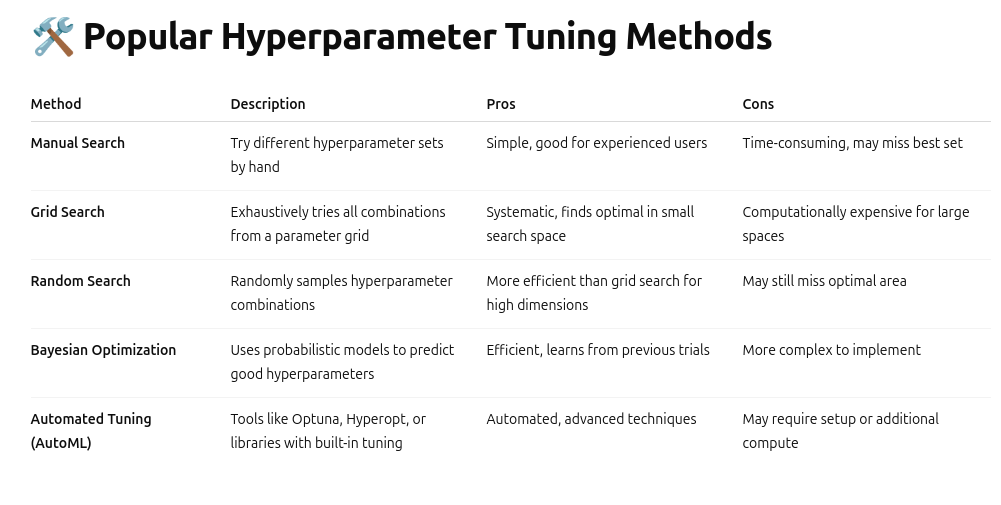 🛠️ Popular Hyperparameter Tuning Methods
Method Description Pros Cons
Manual Search Try different hyperparameter sets Simple, good for experienced users Time-consuming, may miss best set
by hand
Grid Search Exhaustively tries all combinations Systematic, finds optimal in small Computationally expensive for large
from a parameter grid search space spaces
Random Search Randomly samples hyperparameter More efficient than grid search for May still miss optimal area
combinations high dimensions
Bayesian Optimization Uses probabilistic models to predict Efficient, learns from previous trials More complex to implement
good hyperparameters
Automated Tuning Tools like Optuna, Hyperopt, or Automated, advanced techniques May require setup or additional
(AutoML) libraries with built-in tuning compute